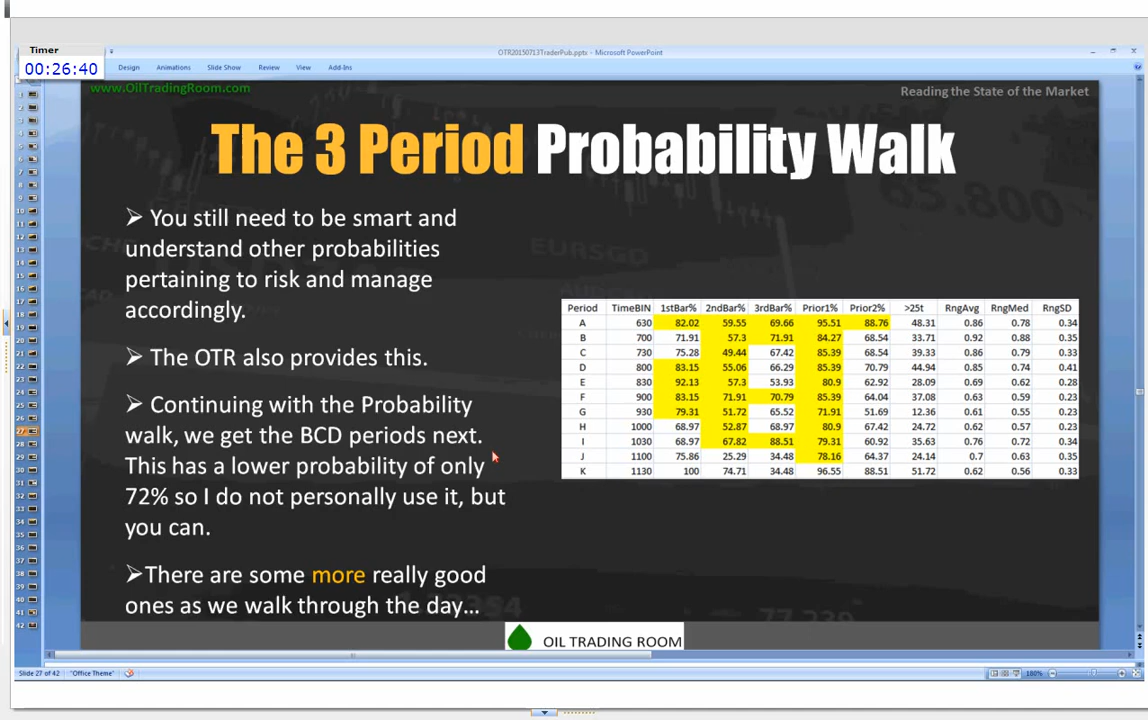 Timer
00:26:40
OTR20150713TraderPub.pptx - Microsoft PowerPoint
Design Animations Slide Show Review View Add-Ins
www.OilTradingRoom.com
Reading the State of the Market
The 3 Period Probability Walk
➢ You still need to be smart and
understand other probabilities
pertaining to risk and manage
accordingly.
➢ The OTR also provides this.
➢ Continuing with the Probability
walk, we get the BCD periods next.
This has a lower probability of only
72% so I do not personally use it, but
you can.
➢There are some more really good
ones as we walk through the day...
Period TimeBIN 1stBar% 2ndBar% 3rdBar% Prior1% Prior2% >25t RngAvg RngMed RngSD
A 630 82.02 59.55 69.66 95.51 88.76 48.31 0.86 0.78 0.34
B 700 71.91 57.3 71.91 84.27 68.54 33.71 0.92 0.88 0.35
C 730 75.28 49.44 67.42 85.39 68.54 39.33 0.86 0.79 0.33
D 800 83.15 55.06 66.29 85.39 70.79 44.94 0.85 0.74 0.41
E 830 92.13 57.3 53.93 80.9 62.92 28.09 0.69 0.62 0.28
F 900 83.15 71.91 70.79 85.39 64.04 37.08 0.63 0.59 0.23
G 930 79.31 51.72 65.52 71.91 51.69 12.36 0.61 0.55 0.23
H 1000 68.97 52.87 68.97 80.9 67.42 24.72 0.62 0.57 0.23
I 1030 68.97 67.82 88.51 79.31 60.92 35.63 0.76 0.72 0.34
J 1100 75.86 25.29 34.48 78.16 64.37 24.14 0.7 0.63 0.35
K 1130 100 74.71 34.48 96.55 88.51 51.72 0.62 0.56 0.33
65.800
EURSGD
77.239
OIL TRADING ROOM
Slide 27 of 42 "Office Theme" 180%